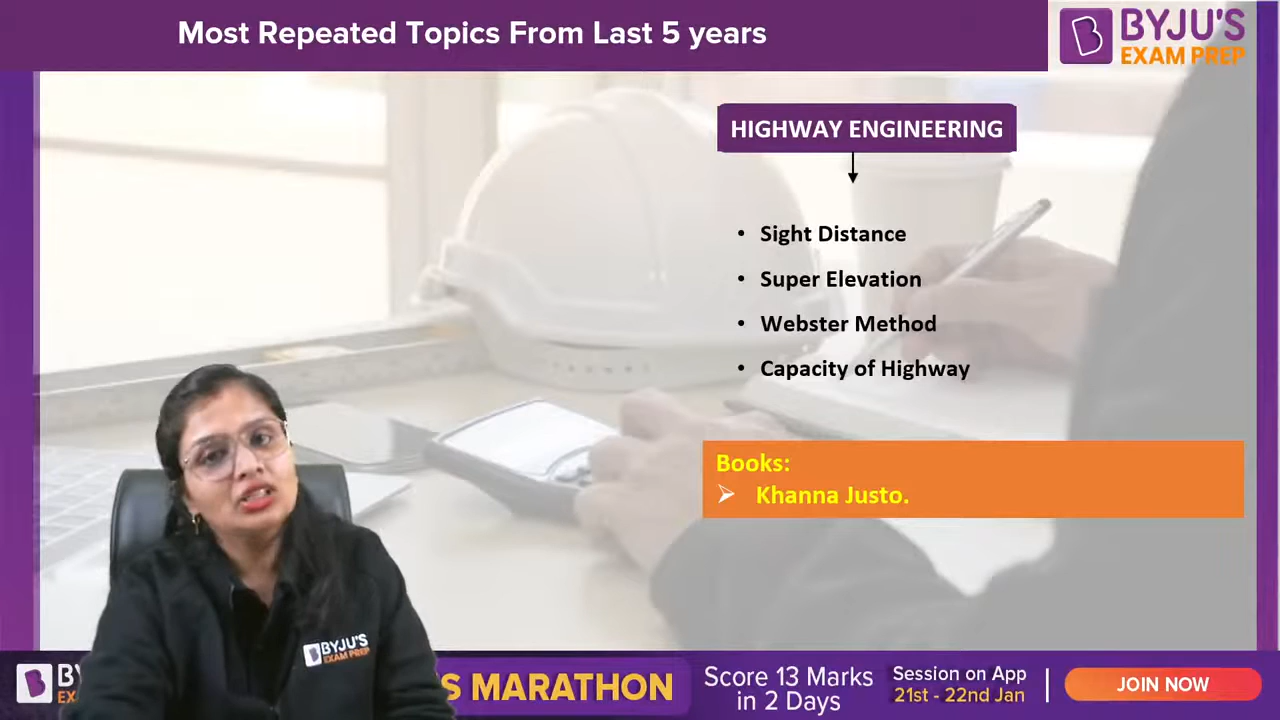 Most Repeated Topics From Last 5 years
BYJU'S
EXAM PREP
HIGHWAY ENGINEERING
• Sight Distance
• Super Elevation
• Webster Method
• Capacity of Highway
Books:
➢ Khanna Justo.
BYJU'S
EXAM PREP
BY
EX
S MARATHON
Score 13 Marks
in 2 Days
Session on App
21st - 22nd Jan
JOIN NOW